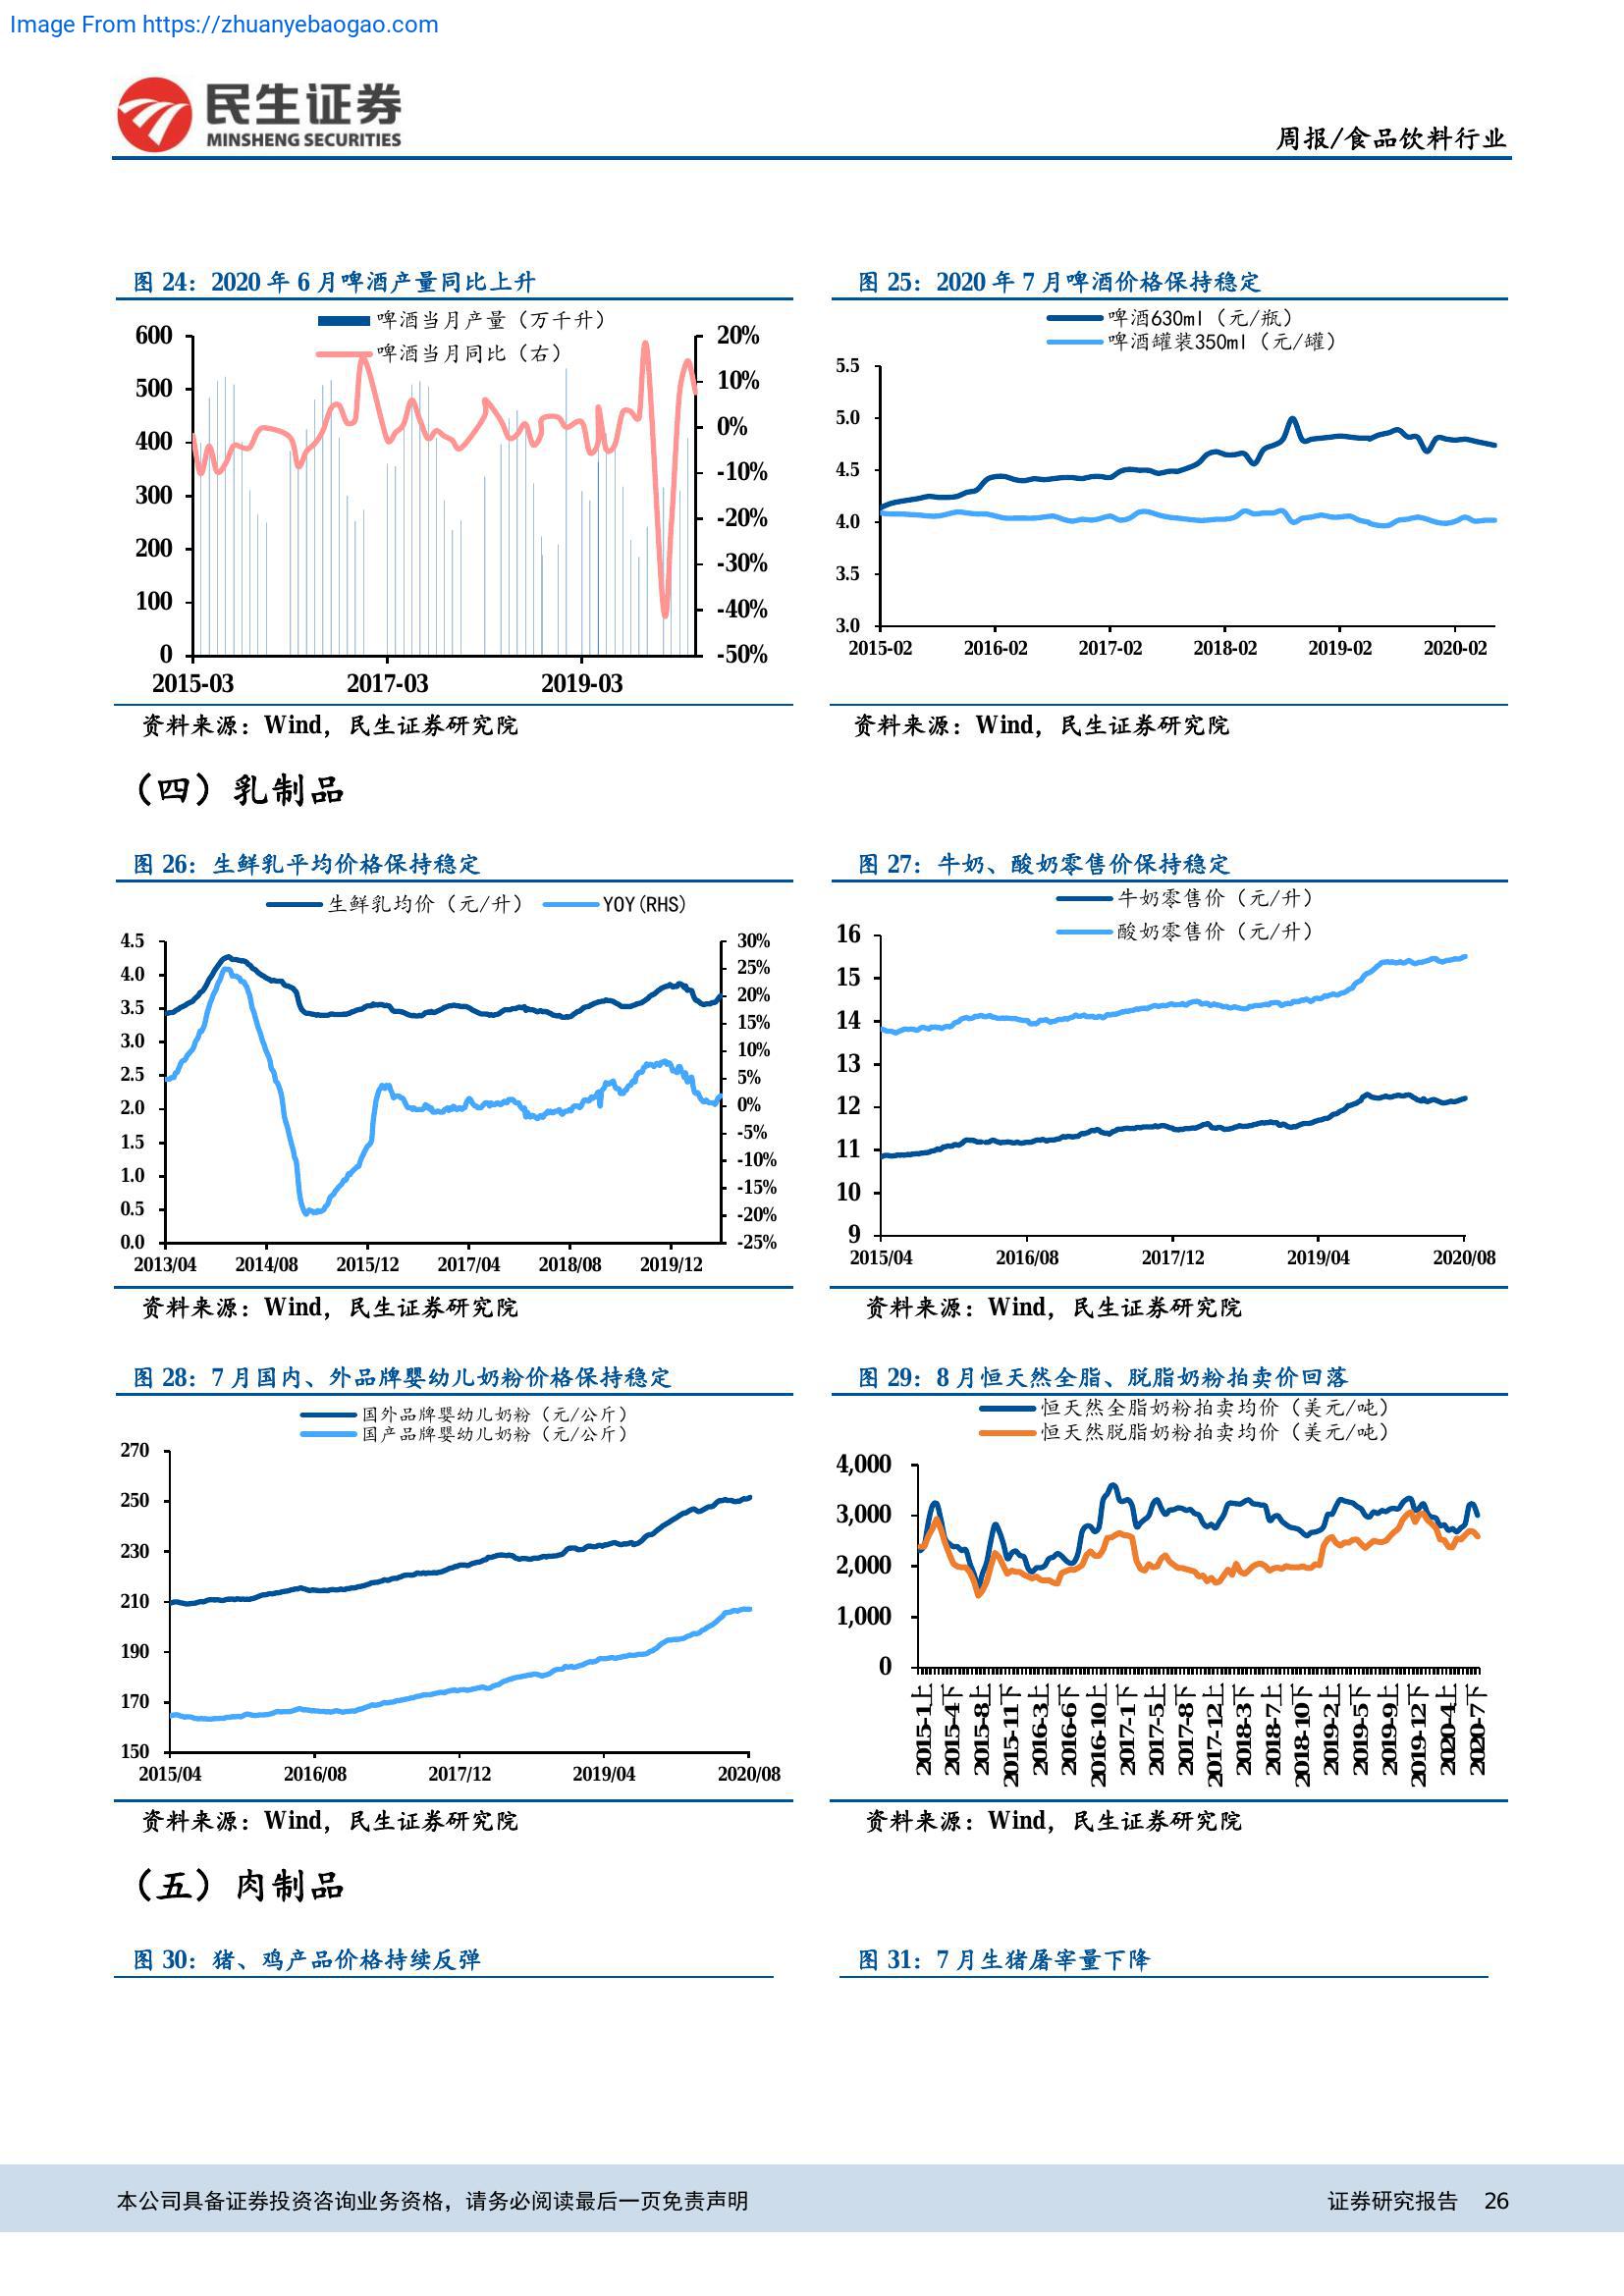 Image From https://zhuanyebaogao.com
民生证券
MINSHENG SECURITIES
周报/食品饮料行业
图 24：2020 年 6 月啤酒产量同比上升
啤酒当月产量（万千升）
啤酒当月同比（右）
600
500
400
300
200
100
0
20%
10%
0%
-10%
-20%
-30%
-40%
-50%
2015-03 2017-03 2019-03
资料来源：Wind，民生证券研究院
图 25：2020 年 7 月啤酒价格保持稳定
啤酒630ml（元/瓶）
啤酒罐装350ml（元/罐）
5.5
5.0
4.5
4.0
3.5
3.0
2015-02 2016-02 2017-02 2018-02 2019-02 2020-02
资料来源：Wind，民生证券研究院
（四）乳制品
图 26：生鲜乳平均价格保持稳定
生鲜乳均价（元/升） YOY(RHS)
4.5
4.0
3.5
3.0
2.5
2.0
1.5
1.0
0.5
0.0
30%
25%
20%
15%
10%
5%
0%
-5%
-10%
-15%
-20%
-25%
2013/04 2014/08 2015/12 2017/04 2018/08 2019/12
资料来源：Wind，民生证券研究院
图 27：牛奶、酸奶零售价保持稳定
牛奶零售价（元/升）
酸奶零售价（元/升）
16
15
14
13
12
11
10
9
2015/04 2016/08 2017/12 2019/04 2020/08
资料来源：Wind，民生证券研究院
图 28：7 月国内、外品牌婴幼儿奶粉价格保持稳定
国外品牌婴幼儿奶粉（元/公斤）
国产品牌婴幼儿奶粉（元/公斤）
270
250
230
210
190
170
150
2015/04 2016/08 2017/12 2019/04 2020/08
资料来源：Wind，民生证券研究院
图 29：8 月恒天然全脂、脱脂奶粉拍卖价回落
恒天然全脂奶粉拍卖均价（美元/吨）
恒天然脱脂奶粉拍卖均价（美元/吨）
4,000
3,000
2,000
1,000
0
2015-1上
2015-4下
2015-8上
2015-11下
2016-3上
2016-6下
2016-10上
2017-1下
2017-5上
2017-8下
2017-12上
2018-3下
2018-7上
2018-10下
2019-2上
2019-5下
2019-9上
2019-12下
2020-4上
2020-7下
资料来源：Wind，民生证券研究院
（五）肉制品
图 30：猪、鸡产品价格持续反弹
图 31：7 月生猪屠宰量下降
本公司具备证券投资咨询业务资格，请务必阅读最后一页免责声明
证券研究报告 26